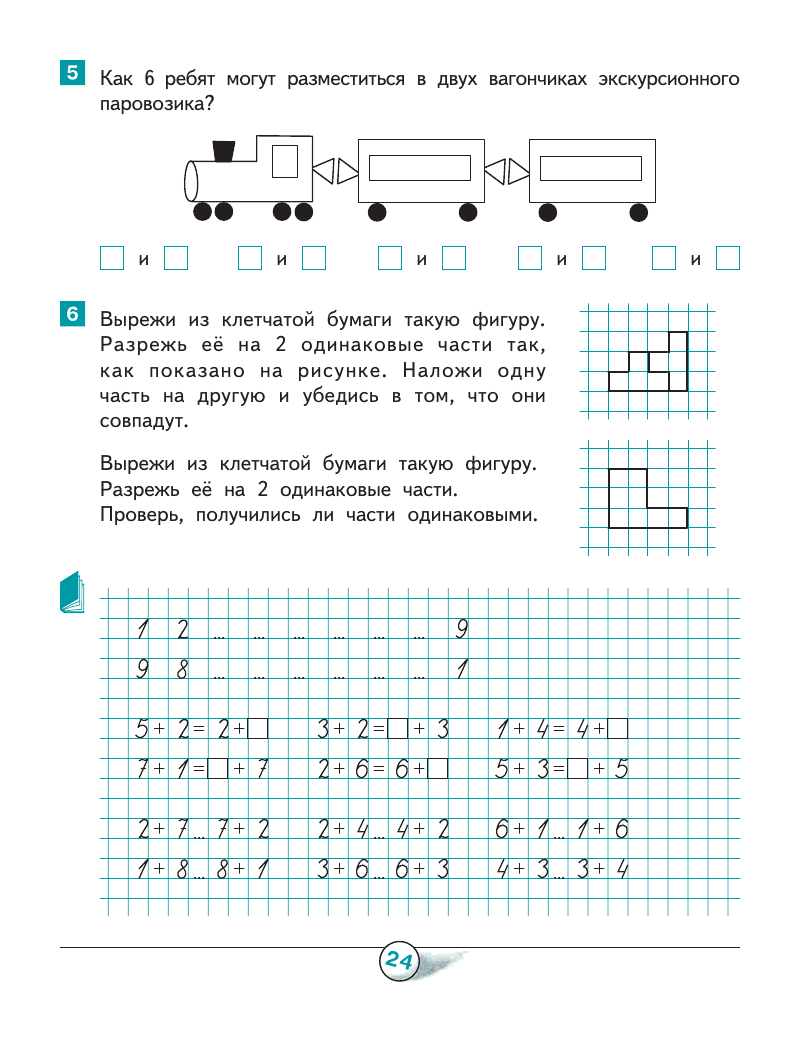 5 Как 6 ребят могут разместиться в двух вагончиках экскурсионного
паровозика?
и и и и и
6 Вырежи из клетчатой бумаги такую фигуру.
Разрежь её на 2 одинаковые части так,
как показано на рисунке. Наложи одну
часть на другую и убедись в том, что они
совпадут.
Вырежи из клетчатой бумаги такую фигуру.
Разрежь её на 2 одинаковые части.
Проверь, получились ли части одинаковыми.
1 2 ... ... ... ... ... ... 9
9 8 ... ... ... ... ... ... 1
5 + 2 = 2 + □ 3 + 2 = □ + 3 1 + 4 = 4 + □
7 + 1 = □ + 7 2 + 6 = 6 + □ 5 + 3 = □ + 5
2 + 7 ... 7 + 2 2 + 4 ... 4 + 2 6 + 1 ... 1 + 6
1 + 8 ... 8 + 1 3 + 6 ... 6 + 3 4 + 3 ... 3 + 4
24